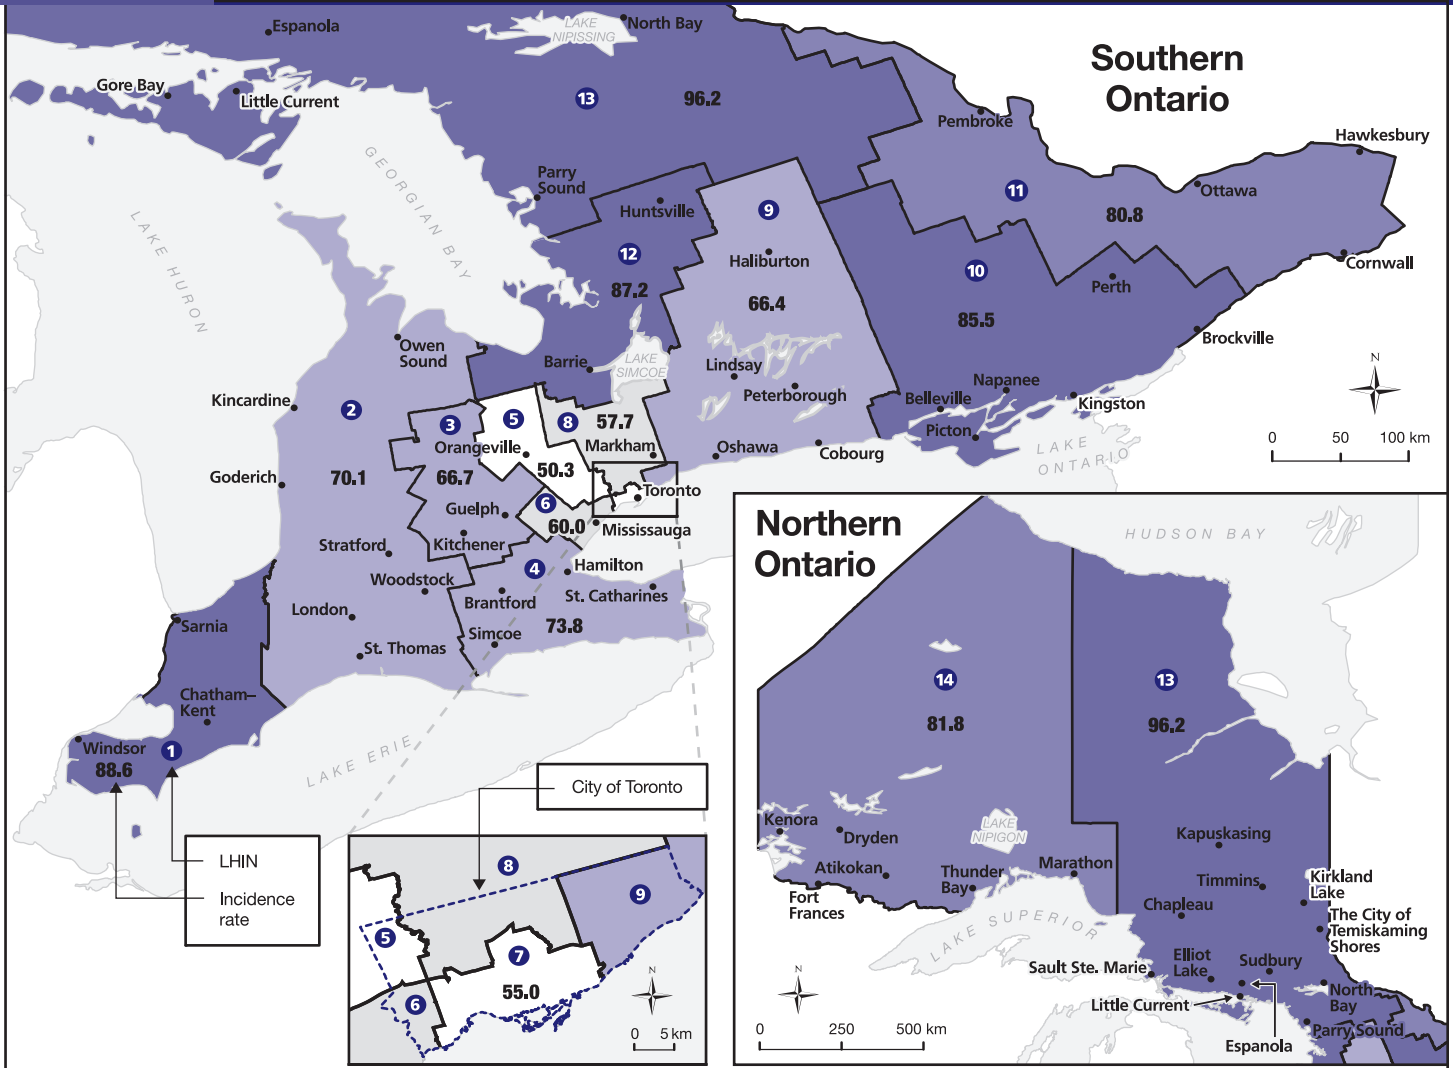 Southern
Ontario
Espanola
LAKE
NIPISSING
North Bay
Gore Bay
Little Current
13
96.2
Pembroke
Hawkesbury
GEORGIAN BAY
Parry
Sound
Huntsville
9
11
Ottawa
80.8
LAKE HURON
12
87.2
Haliburton
66.4
10
85.5
Perth
Cornwall
Owen
Sound
Barrie
LAKE
SIMCOE
Lindsay
Peterborough
Brockville
Napanee
Belleville
Kingston
Picton
N
LAKE
ONTARIO
0 50 100 km
Kincardine
2
3
5
8
57.7
Orangeville
Markham
Oshawa
Cobourg
Goderich
70.1
66.7
50.3
Toronto
Guelph
6
60.0
Mississauga
Stratford
Kitchener
4
Hamilton
Woodstock
Brantford
St. Catharines
London
Simcoe
73.8
St. Thomas
Sarnia
Chatham–
Kent
Windsor
1
88.6
LAKE ERIE
LHIN
Incidence
rate
City of Toronto
8
9
5
7
55.0
6
N
0 5 km
Northern
Ontario
HUDSON BAY
14
81.8
13
96.2
Kenora
Dryden
LAKE
NIPIGON
Kapuskasing
Atikokan
Thunder
Bay
Marathon
Timmins
Kirkland
Lake
Fort
Frances
Chapleau
The City of
Temiskaming
Shores
LAKE SUPERIOR
Sault Ste. Marie
Elliot
Lake
Sudbury
North
Bay
Little Current
Parry Sound
Espanola
N
0 250 500 km